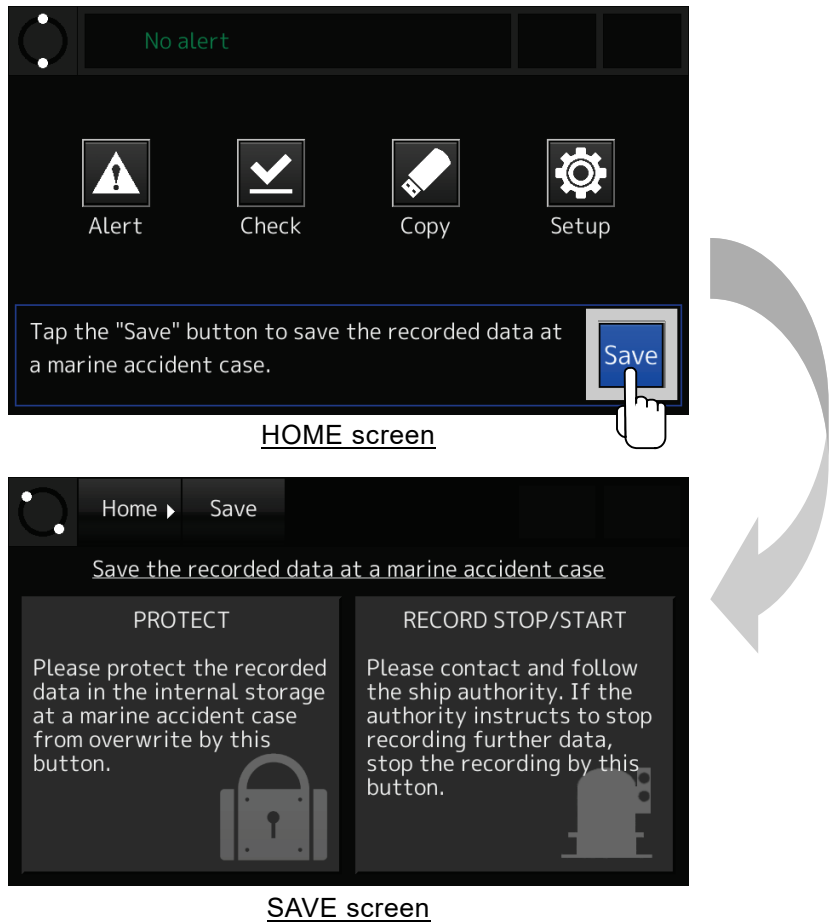 No alert
Alert
Check
Copy
Setup
Tap the "Save" button to save the recorded data at
a marine accident case.
Save
HOME screen
Home
Save
Save the recorded data at a marine accident case
PROTECT
Please protect the recorded
data in the internal storage
at a marine accident case
from overwrite by this
button.
RECORD STOP/START
Please contact and follow
the ship authority. If the
authority instructs to stop
recording further data,
stop the recording by this
button.
SAVE screen